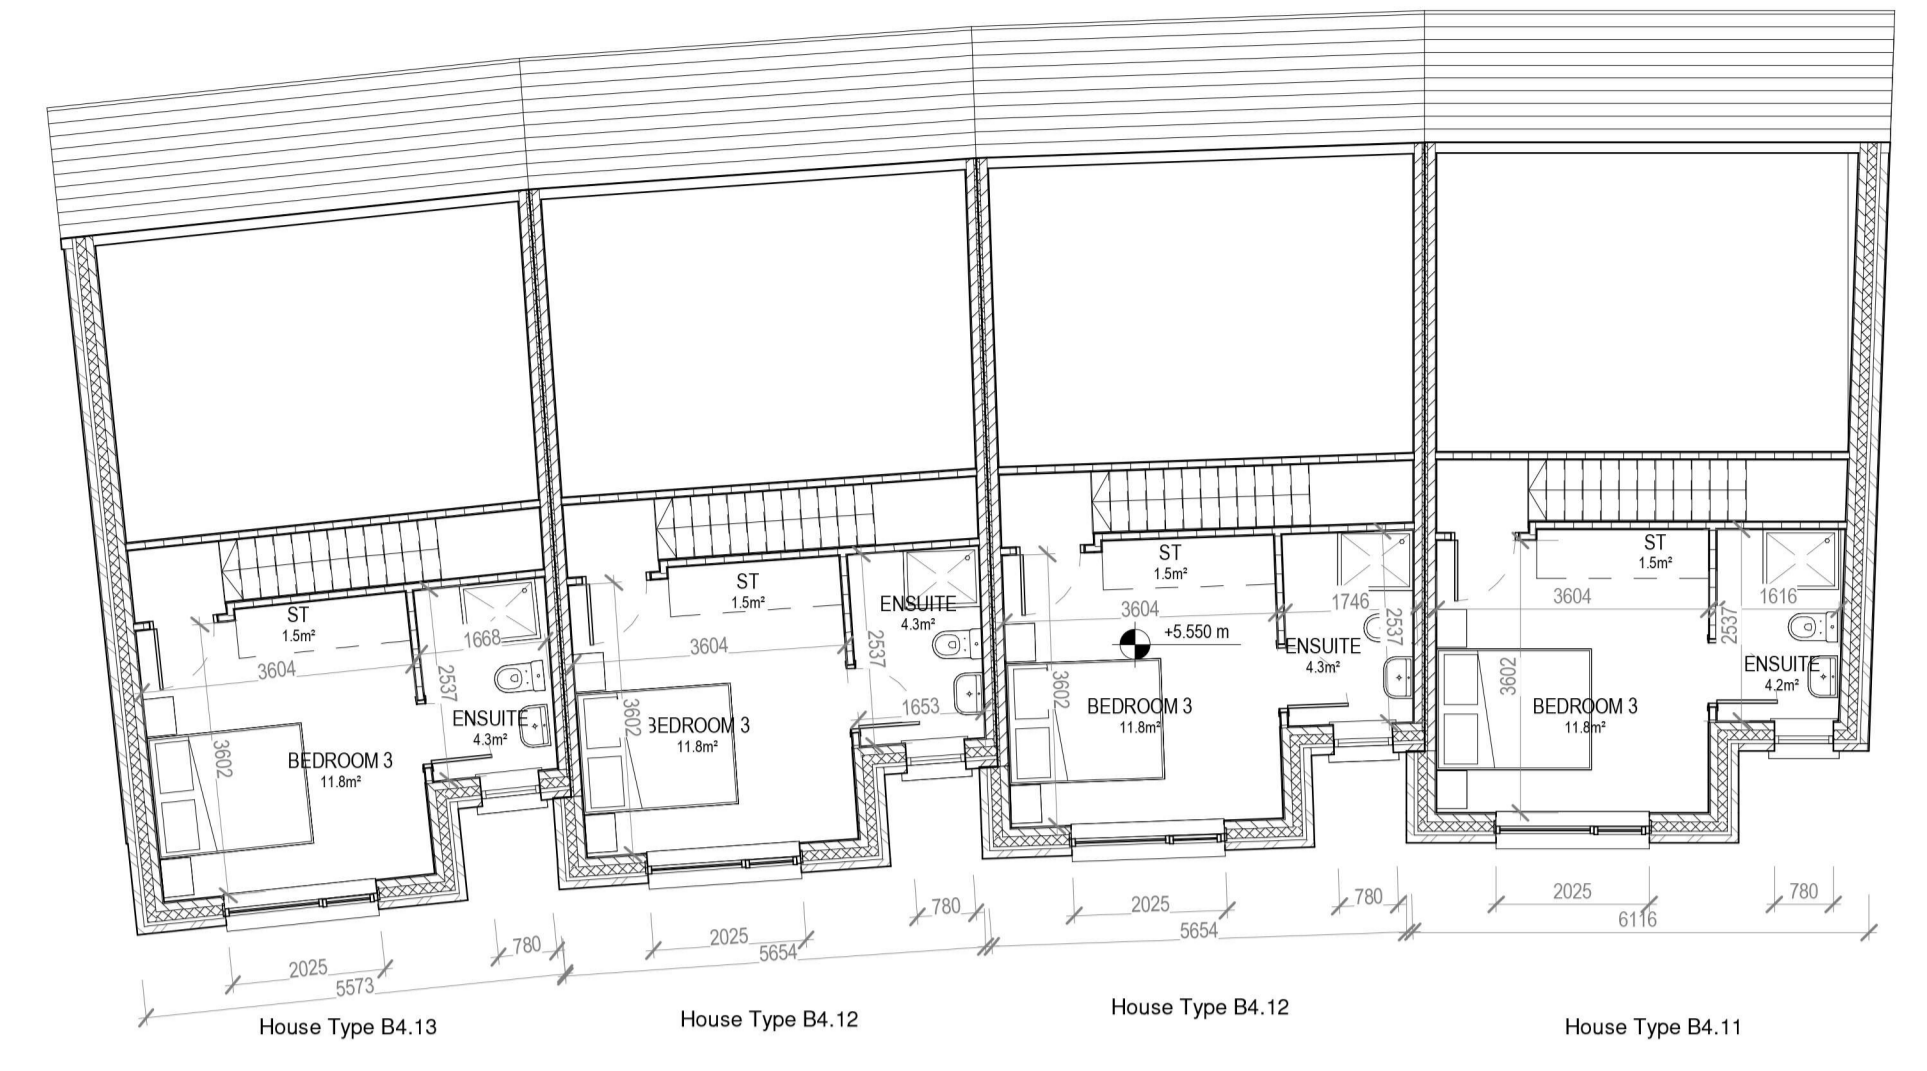 ST
1.5m²
3604
1668
2537
3602
ENSUITE
4.3m²
BEDROOM 3
11.8m²
2025
780
5573
House Type B4.13
ST
1.5m²
3604
ENSUITE
4.3m²
2537
3602
1653
BEDROOM 3
11.8m²
2025
780
5654
House Type B4.12
ST
1.5m²
3604
1746
2537
+5.550 m
ENSUITE
4.3m²
3602
BEDROOM 3
11.8m²
2025
780
5654
House Type B4.12
ST
1.5m²
3604
1616
2537
3602
ENSUITE
4.2m²
BEDROOM 3
11.8m²
2025
780
6116
House Type B4.11